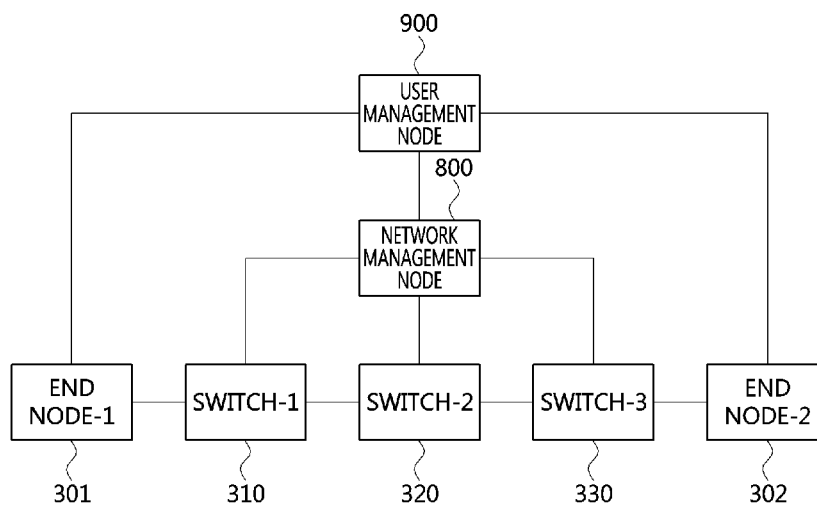 900
USER
MANAGEMENT
NODE
800
NETWORK
MANAGEMENT
NODE
END
NODE-1
SWITCH-1
SWITCH-2
SWITCH-3
END
NODE-2
301
310
320
330
302